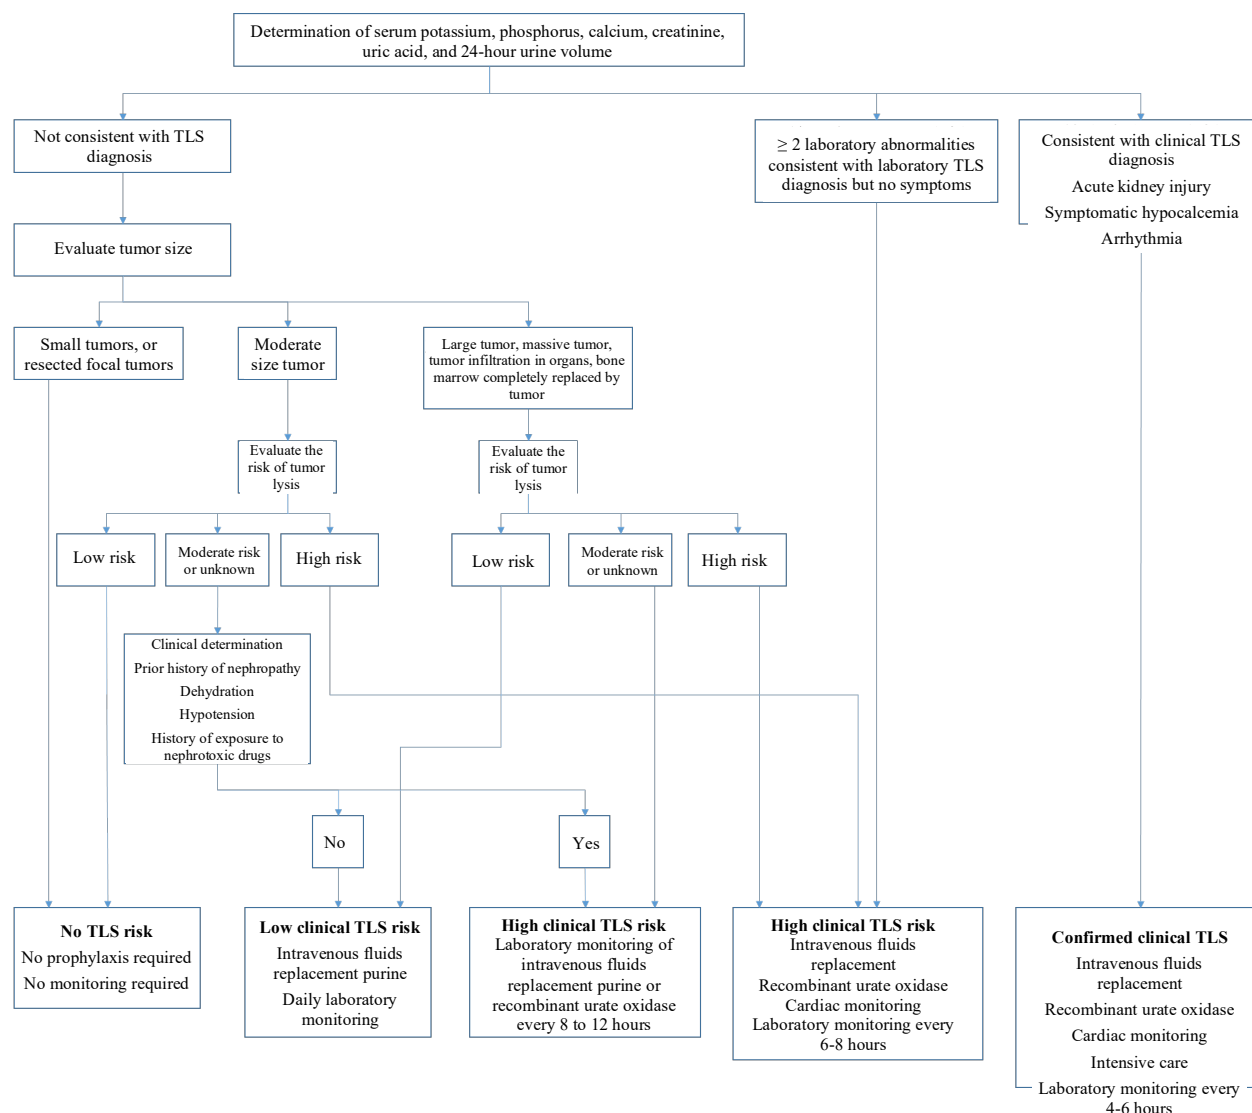 Determination of serum potassium, phosphorus, calcium, creatinine,
uric acid, and 24-hour urine volume
Not consistent with TLS
diagnosis
≥ 2 laboratory abnormalities
consistent with laboratory TLS
diagnosis but no symptoms
Consistent with clinical TLS
diagnosis
Acute kidney injury
Symptomatic hypocalcemia
Arrhythmia
Evaluate tumor size
Small tumors, or
resected focal tumors
Moderate
size tumor
Large tumor, massive tumor,
tumor infiltration in organs, bone
marrow completely replaced by
tumor
Evaluate the
risk of tumor
lysis
Evaluate the
risk of tumor
lysis
Low risk
Moderate risk
or unknown
High risk
Low risk
Moderate risk
or unknown
High risk
Clinical determination
Prior history of nephropathy
Dehydration
Hypotension
History of exposure to
nephrotoxic drugs
No
Yes
No TLS risk
No prophylaxis required
No monitoring required
Low clinical TLS risk
Intravenous fluids
replacement purine
Daily laboratory
monitoring
High clinical TLS risk
Laboratory monitoring of
intravenous fluids
replacement purine or
recombinant urate oxidase
every 8 to 12 hours
High clinical TLS risk
Intravenous fluids
replacement
Recombinant urate oxidase
Cardiac monitoring
Laboratory monitoring every
6-8 hours
Confirmed clinical TLS
Intravenous fluids
replacement
Recombinant urate oxidase
Cardiac monitoring
Intensive care
Laboratory monitoring every
4-6 hours